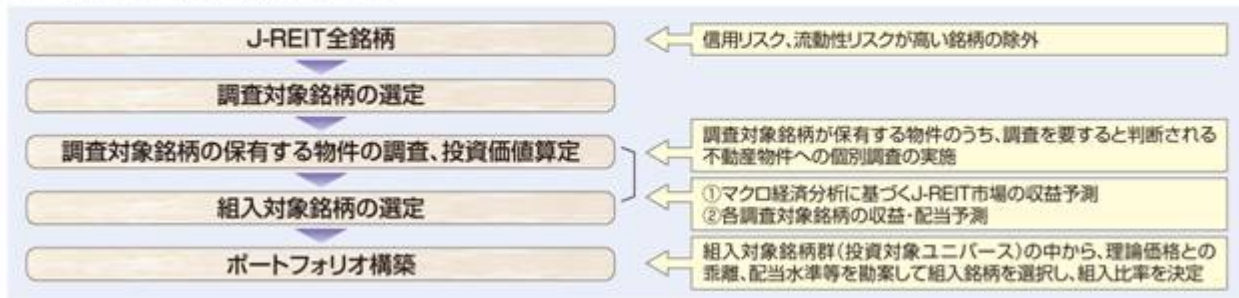 J-REIT全銘柄
信用リスク、流動性リスクが高い銘柄の除外
調査対象銘柄の選定
調査対象銘柄の保有する物件の調査、投資価値算定
調査対象銘柄が保有する物件のうち、調査を要すると判断される
不動産物件への個別調査の実施
組入対象銘柄の選定
①マクロ経済分析に基づくJ-REIT市場の収益予測
②各調査対象銘柄の収益・配当予測
ポートフォリオ構築
組入対象銘柄群(投資対象ユニバース)の中から、理論価格との
乖離、配当水準等を勘案して組入銘柄を選択し、組入比率を決定